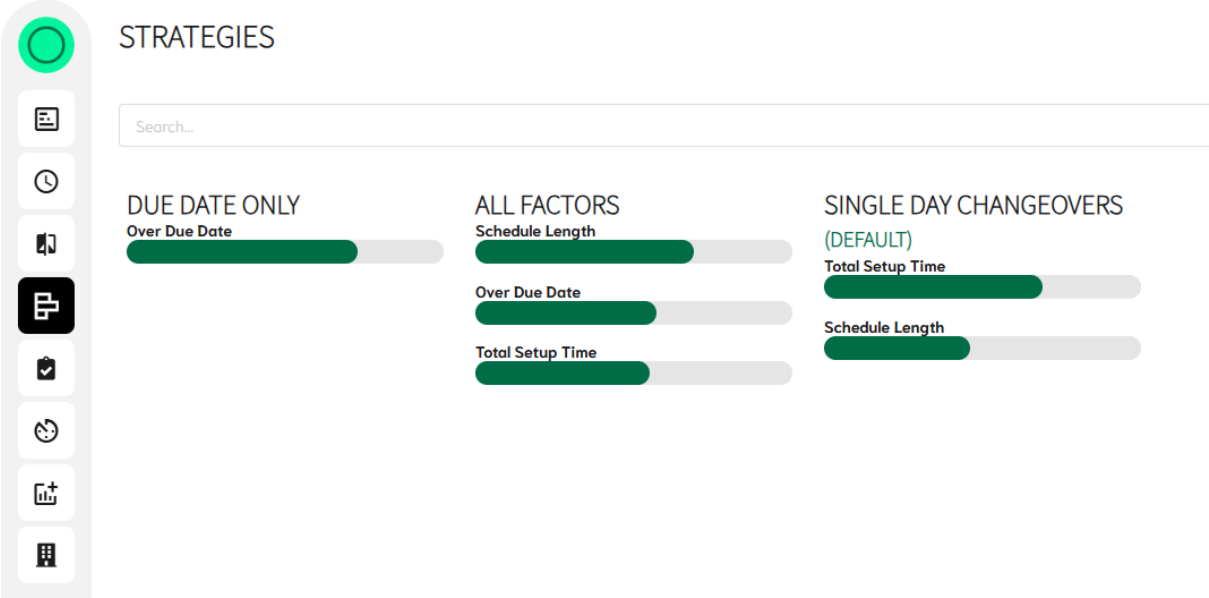 STRATEGIES
Search...
DUE DATE ONLY
Over Due Date
ALL FACTORS
Schedule Length
Over Due Date
Total Setup Time
SINGLE DAY CHANGEOVERS
(DEFAULT)
Total Setup Time
Schedule Length